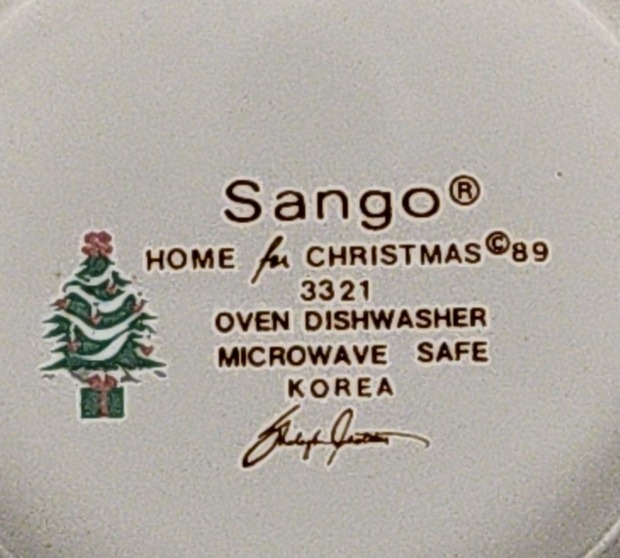 Sango®
HOME for CHRISTMAS©89
3321
OVEN DISHWASHER
MICROWAVE SAFE
KOREA